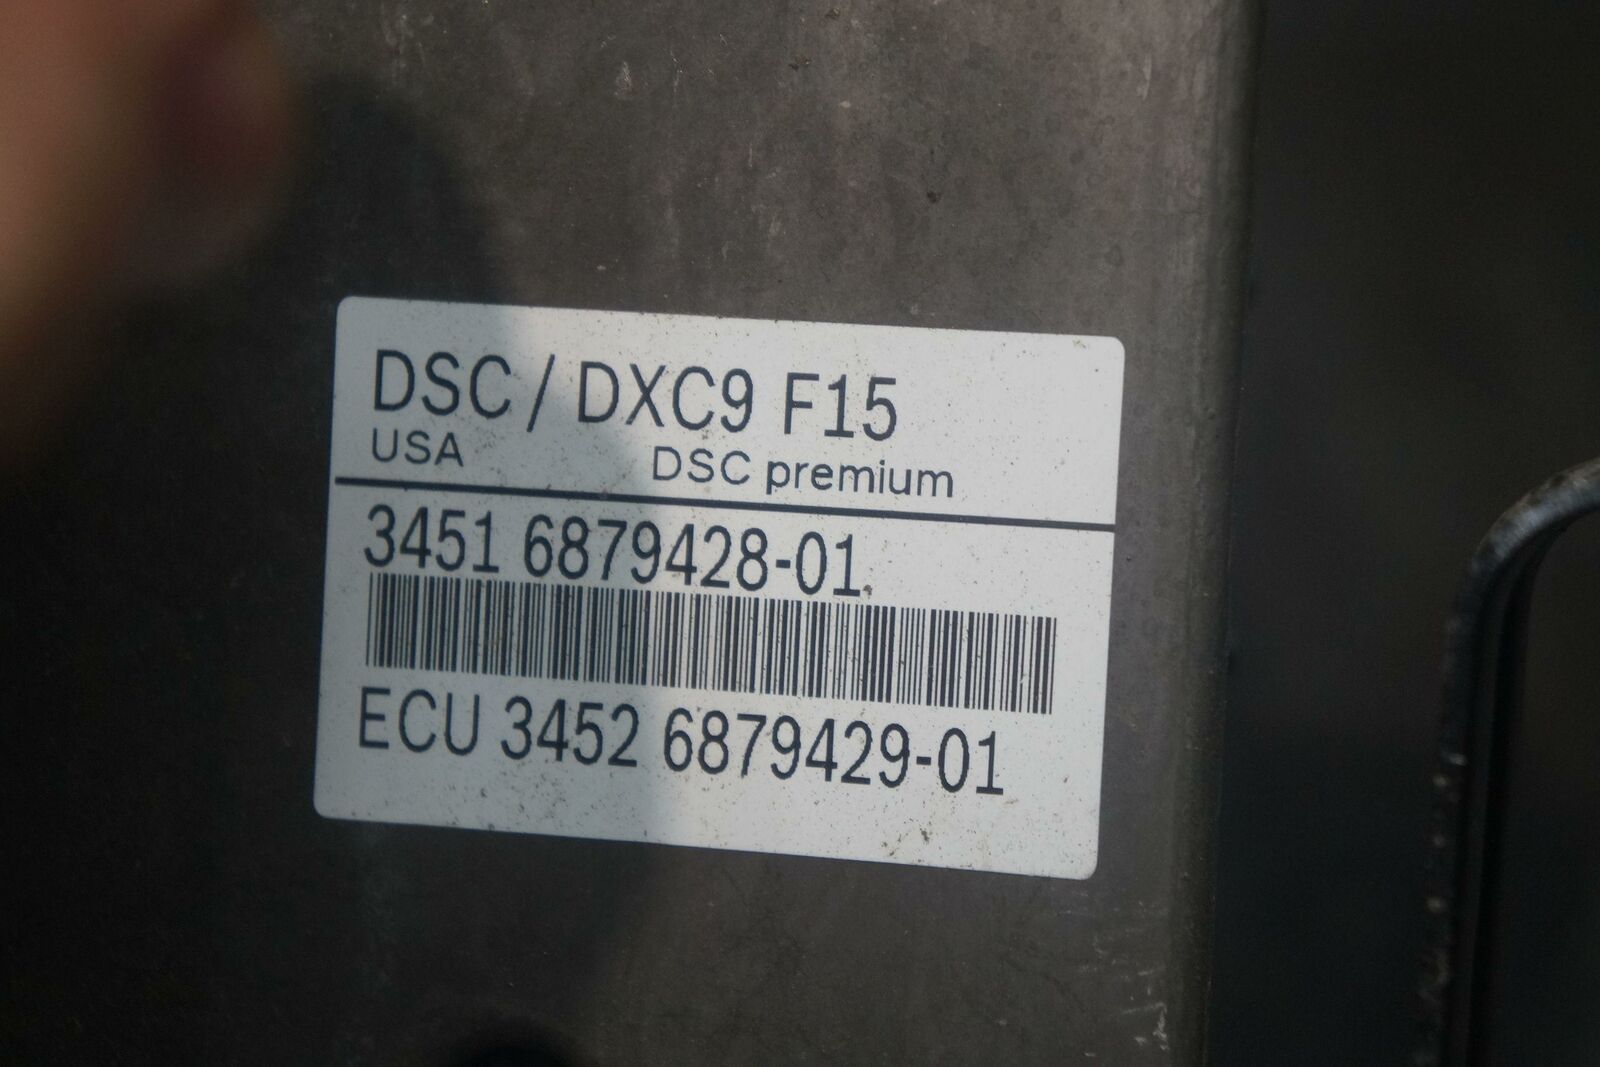 DSC / DXC9 F15
USA DSC premium
3451 6879428-01
ECU 3452 6879429-01